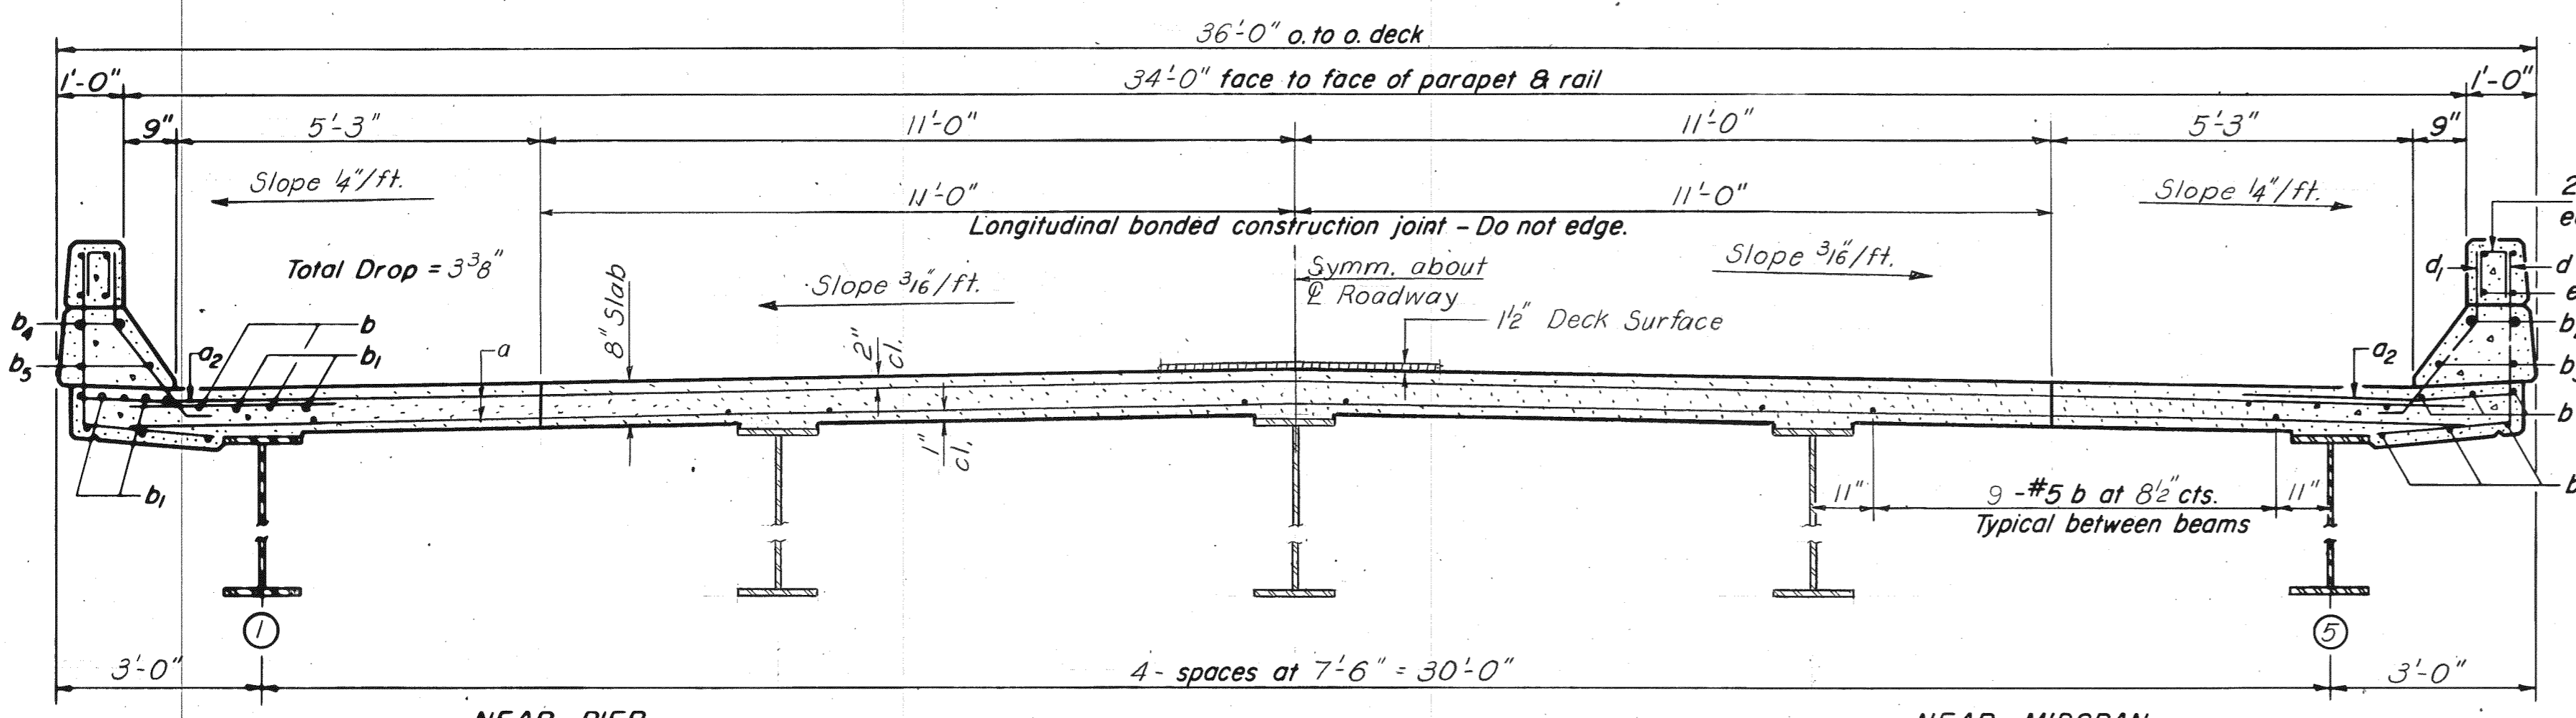 36'-0" o. to o. deck
1'-0"
34'-0" face to face of parapet & rail
1'-0"
9"
5'-3"
11'-0"
11'-0"
5'-3"
9"
Slope 1/4"/ft.
11'-0"
11'-0"
Slope 1/4"/ft.
2
Longitudinal bonded construction joint - Do not edge.
Total Drop = 3 3/8"
8" Slab
Slope 3/16"/ft.
Symm. about
℄ Roadway
Slope 3/16"/ft.
d1
d
e
1 1/2" Deck Surface
b4
b
b
b5
a2
b1
a
2" cl.
a2
b
b
1" cl.
b1
11"
9 - #5 b at 8 1/2" cts.
11"
Typical between beams
b
1
5
3'-0"
4 - spaces at 7'-6" = 30'-0"
3'-0"
NEAR PIER
NEAR MIDSPAN